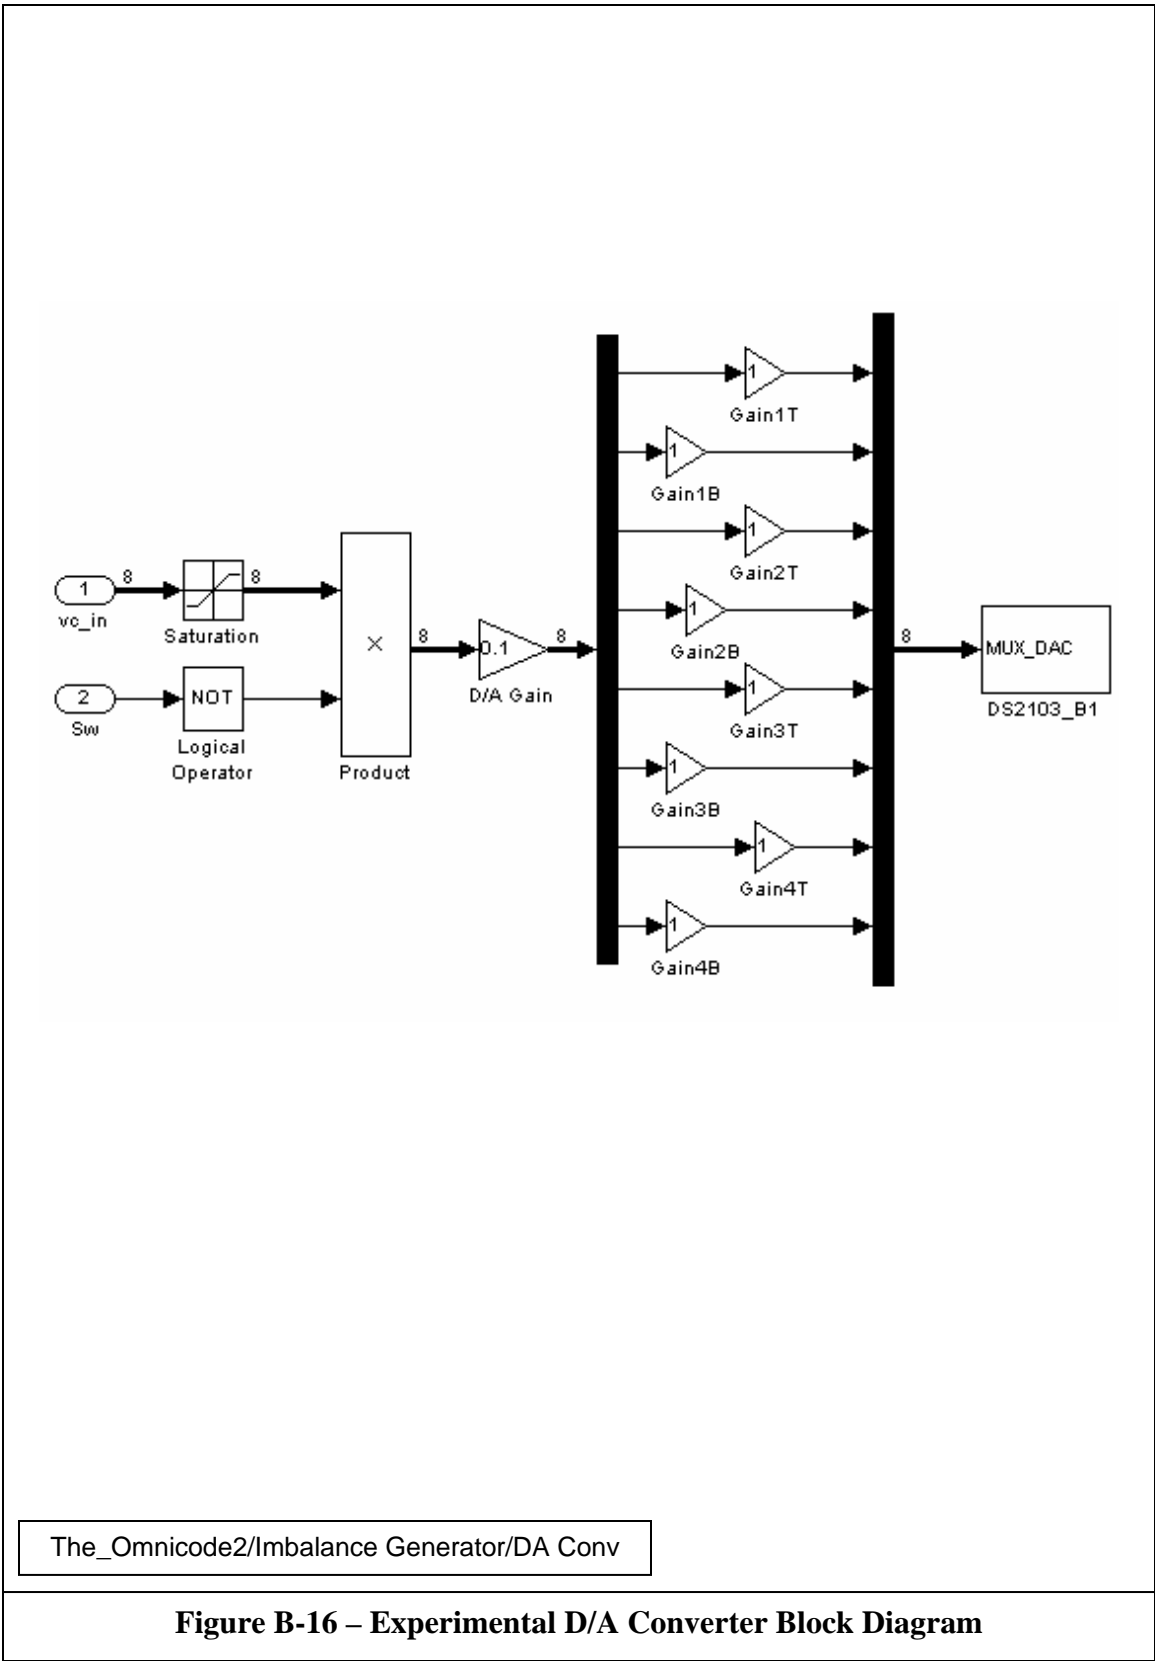 1
8
8
vc_in
Saturation
2
NOT
Sw
Logical
Operator
×
Product
8
0.1
8
D/A Gain
1
Gain1T
1
Gain1B
1
Gain2T
1
Gain2B
1
Gain3T
1
Gain3B
1
Gain4T
1
Gain4B
8
MUX_DAC
DS2103_B1
The_Omnicode2/Imbalance Generator/DA Conv
Figure B-16 – Experimental D/A Converter Block Diagram